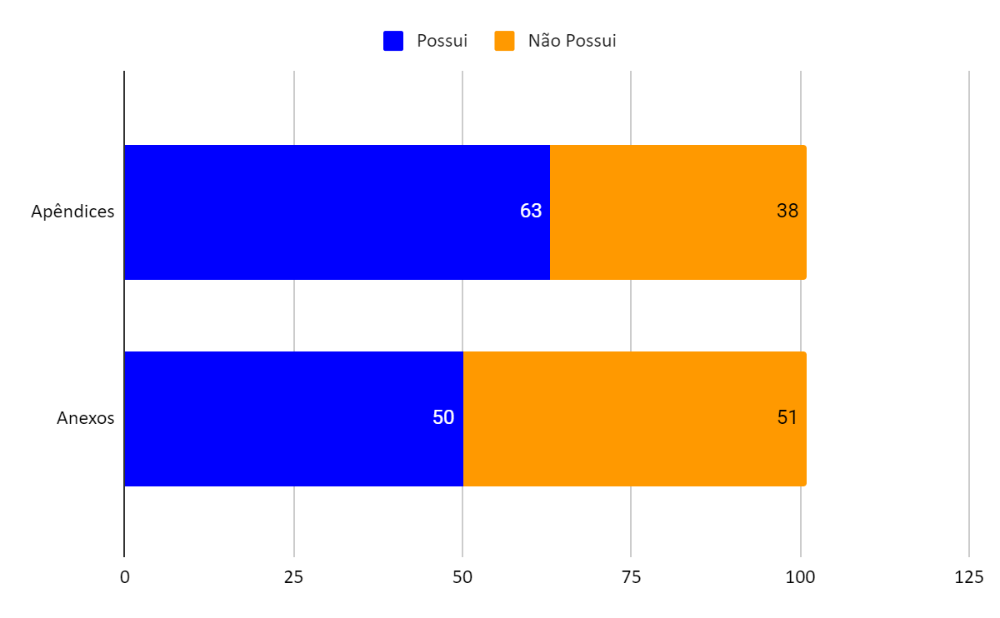 Possui Não Possui
Apêndices 63 38
Anexos 50 51
0 25 50 75 100 125